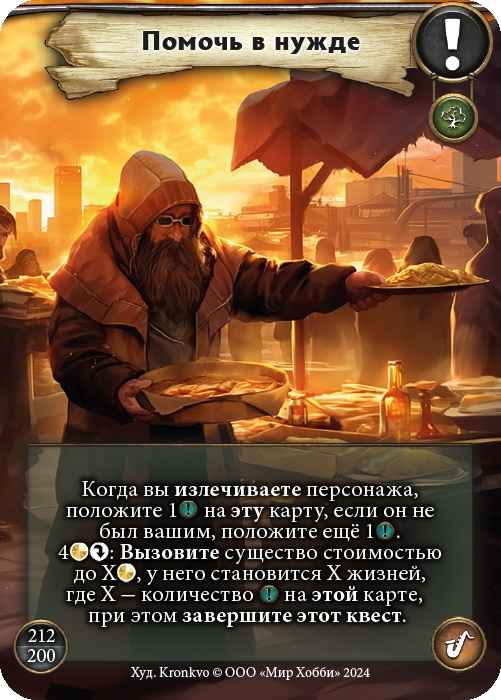 Помочь в нужде
Когда вы излечиваете персонажа,
положите 1 на эту карту, если он не
был вашим, положите ещё 1.
4: Вызовите существо стоимостью
до X, у него становится X жизней,
где X – количество на этой карте,
при этом завершите этот квест.
212
200
Худ. Kronkvo © ООО «Мир Хобби» 2024